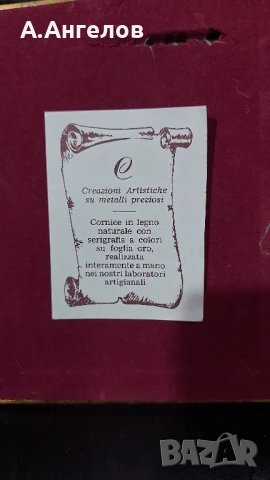 А.Ангелов
C
Creazioni Artistiche
su metalli preziosi
Cornice in legno
naturale con
serigrafia a colori
su foglia oro,
realizzata
interamente a mano
nei nostri laboratori
artigianali
BAZAR